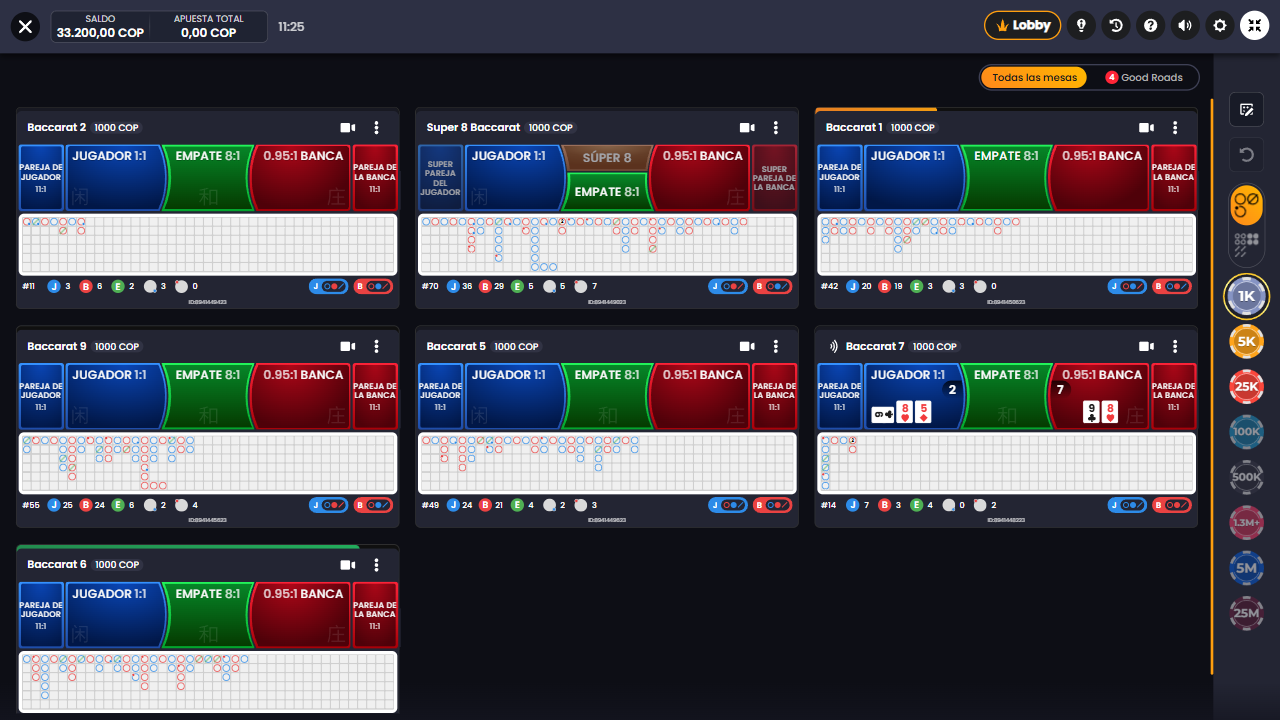 SALDO
33.200,00 COP
APUESTA TOTAL
0,00 COP
11:25
Lobby
Todas las mesas
4 Good Roads
Baccarat 2 1000 COP
PAREJA DE JUGADOR 11:1
JUGADOR 1:1
闲
EMPATE 8:1
和
0.95:1 BANCA
庄
PAREJA DE LA BANCA 11:1
#11 J 3 B 6 E 2 3 0
J B
ID:8941449423
Super 8 Baccarat 1000 COP
SUPER PAREJA DEL JUGADOR
JUGADOR 1:1
SÚPER 8
EMPATE 8:1
0.95:1 BANCA
庄
SUPER PAREJA DE LA BANCA
#70 J 36 B 29 E 5 5 7
J B
Baccarat 1 1000 COP
PAREJA DE JUGADOR 11:1
JUGADOR 1:1
EMPATE 8:1
和
0.95:1 BANCA
庄
PAREJA DE LA BANCA 11:1
#42 J 20 B 19 E 3 3 0
J B
Baccarat 9 1000 COP
PAREJA DE JUGADOR 11:1
JUGADOR 1:1
闲
EMPATE 8:1
和
0.95:1 BANCA
庄
PAREJA DE LA BANCA 11:1
#55 J 25 B 24 E 6 2 4
J B
Baccarat 5 1000 COP
PAREJA DE JUGADOR 11:1
JUGADOR 1:1
闲
EMPATE 8:1
和
0.95:1 BANCA
庄
PAREJA DE LA BANCA 11:1
#49 J 24 B 21 E 4 2 3
J B
Baccarat 7 1000 COP
PAREJA DE JUGADOR 11:1
JUGADOR 1:1
2
9 8 5
EMPATE 8:1
和
0.95:1 BANCA
7
9 8
庄
PAREJA DE LA BANCA 11:1
#14 J 7 B 3 E 4 0 2
J B
Baccarat 6 1000 COP
PAREJA DE JUGADOR 11:1
JUGADOR 1:1
闲
EMPATE 8:1
和
0.95:1 BANCA
庄
PAREJA DE LA BANCA 11:1
1K
5K
25K
100K
500K
1.3M+
5M
25M